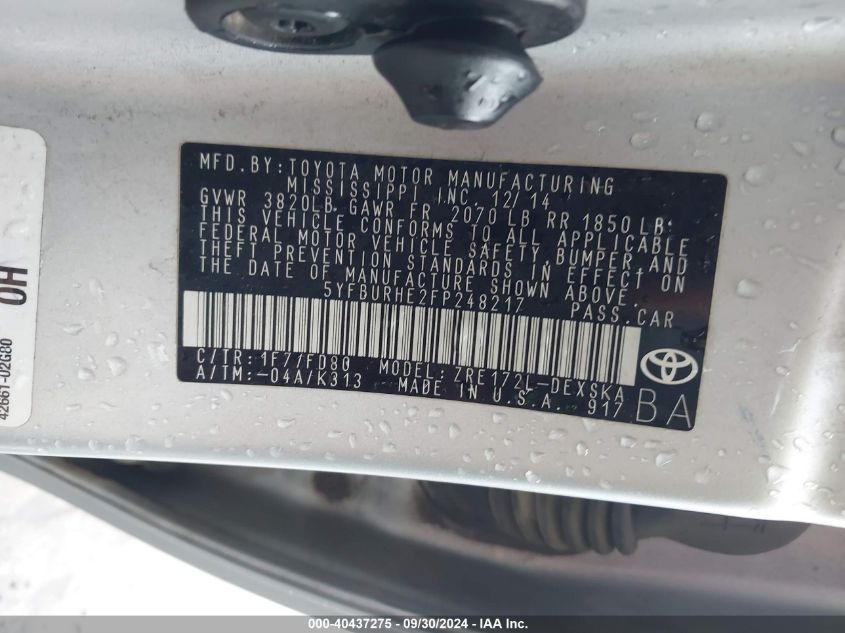 MFD.BY:TOYOTA MOTOR MANUFACTURING
MISSISSIPPI, INC. 12/14
GVWR 3820LB GAWR FR 2070 LB RR 1850 LB
THIS VEHICLE CONFORMS TO ALL APPLICABLE
FEDERAL MOTOR VEHICLE SAFETY, BUMPER, AND
THEFT PREVENTION STANDARDS IN EFFECT ON
THE DATE OF MANUFACTURE SHOWN ABOVE.
5YFBURHE2FP248217 PASS.CAR
C/TR:1F7/FD80 MODEL:ZRE172L-DEXSKA
A/TM:-04A/K313 MADE IN U.S.A. 917
BA
OH
42661-02G80
000-40437275 - 09/30/2024 - IAA Inc.